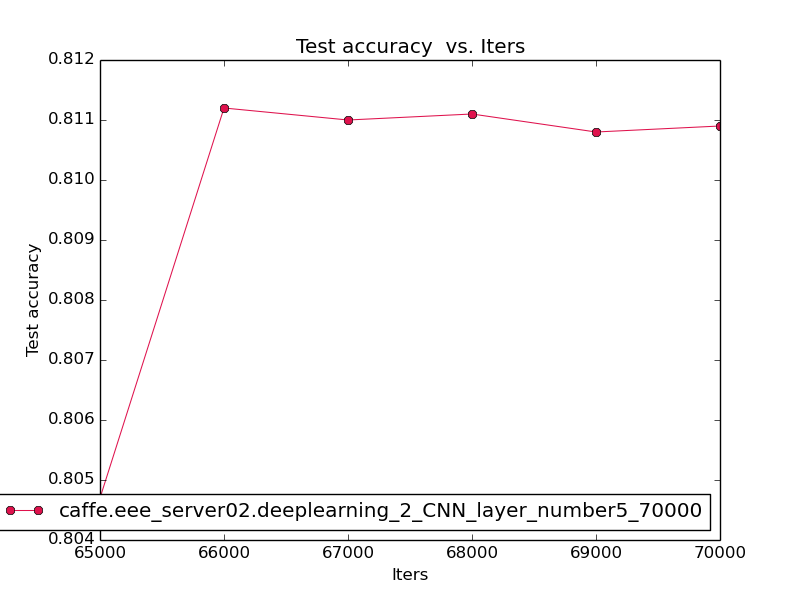 Test accuracy  vs. Iters
0.812
0.811
0.810
0.809
0.808
0.807
0.806
0.805
0.804
Test accuracy
caffe.eee_server02.deeplearning_2_CNN_layer_number5_70000
65000 66000 67000 68000 69000 70000
Iters